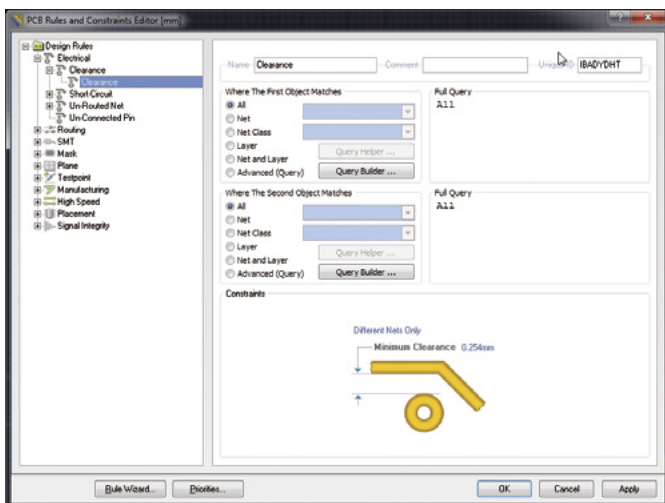 PCB Rules and Constraints Editor [mm]
Design Rules
Electrical
Clearance
Clearance
Short-Circuit
Un-Routed Net
Un-Connected Pin
Routing
SMT
Mask
Plane
Testpoint
Manufacturing
High Speed
Placement
Signal Integrity
Name Clearance Comment Unique ID IBADYDHT
Where The First Object Matches
All
Net
Net Class
Layer
Net and Layer
Advanced (Query)
Query Helper ...
Query Builder ...
Full Query
All
Where The Second Object Matches
All
Net
Net Class
Layer
Net and Layer
Advanced (Query)
Query Helper ...
Query Builder ...
Full Query
All
Constraints
Different Nets Only
Minimum Clearance 0.254mm
Rule Wizard... Priorities... OK Cancel Apply